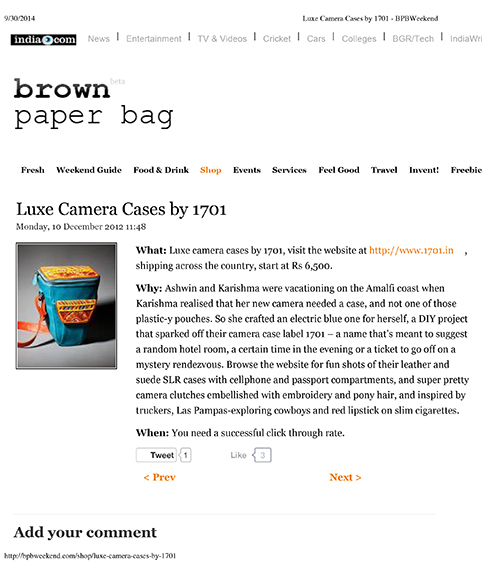 9/30/2014 Luxe Camera Cases by 1701 - BPBWeekend
india.com News | Entertainment | TV & Videos | Cricket | Cars | Colleges | BGR/Tech | IndiaWri
brown beta
paper bag
Fresh Weekend Guide Food & Drink Shop Events Services Feel Good Travel Invent! Freebie
Luxe Camera Cases by 1701
Monday, 10 December 2012 11:48
What: Luxe camera cases by 1701, visit the website at http://www.1701.in ,
shipping across the country, start at Rs 6,500.
Why: Ashwin and Karishma were vacationing on the Amalfi coast when
Karishma realised that her new camera needed a case, and not one of those
plastic-y pouches. So she crafted an electric blue one for herself, a DIY project
that sparked off their camera case label 1701 – a name that's meant to suggest
a random hotel room, a certain time in the evening or a ticket to go off on a
mystery rendezvous. Browse the website for fun shots of their leather and
suede SLR cases with cellphone and passport compartments, and super pretty
camera clutches embellished with embroidery and pony hair, and inspired by
truckers, Las Pampas-exploring cowboys and red lipstick on slim cigarettes.
When: You need a successful click through rate.
Tweet 1 Like 3
< Prev Next >
Add your comment
http://bpbweekend.com/shop/luxe-camera-cases-by-1701